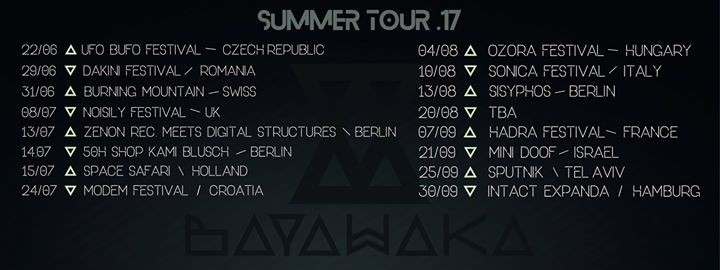 SUMMER TOUR .17
22/06 △ UFO BUFO FESTIVAL — CZECH REPUBLIC
29/06 ▽ DAKINI FESTIVAL / ROMANIA
31/06 △ BURNING MOUNTAIN — SWISS
08/07 ▽ NOISILY FESTIVAL — UK
13/07 △ ZENON REC. MEETS DIGITAL STRUCTURES \ BERLIN
14.07 ▽ 50H SHOP KAMI BLUSCH — BERLIN
15/07 △ SPACE SAFARI \ HOLLAND
24/07 ▽ MODEM FESTIVAL / CROATIA
04/08 △ OZORA FESTIVAL — HUNGARY
10/08 ▽ SONICA FESTIVAL / ITALY
13/08 △ SISYPHOS — BERLIN
20/08 ▽ TBA
07/09 △ HADRA FESTIVAL — FRANCE
21/09 ▽ MINI DOOF — ISRAEL
25/09 △ SPUTNIK \ TEL AVIV
30/09 ▽ INTACT EXPANDA / HAMBURG
BAYAWAKA